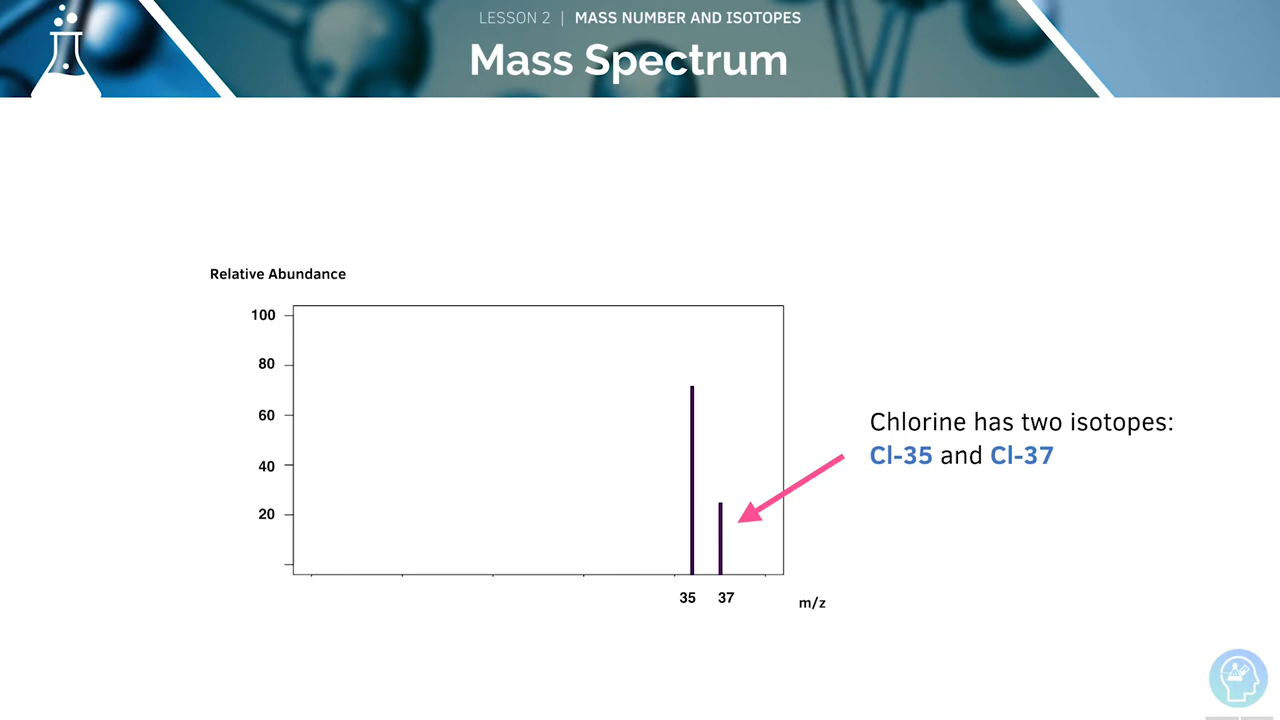 LESSON 2 | MASS NUMBER AND ISOTOPES
Mass Spectrum
Relative Abundance
100
80
60
40
20
Chlorine has two isotopes:
Cl-35 and Cl-37
35 37
m/z